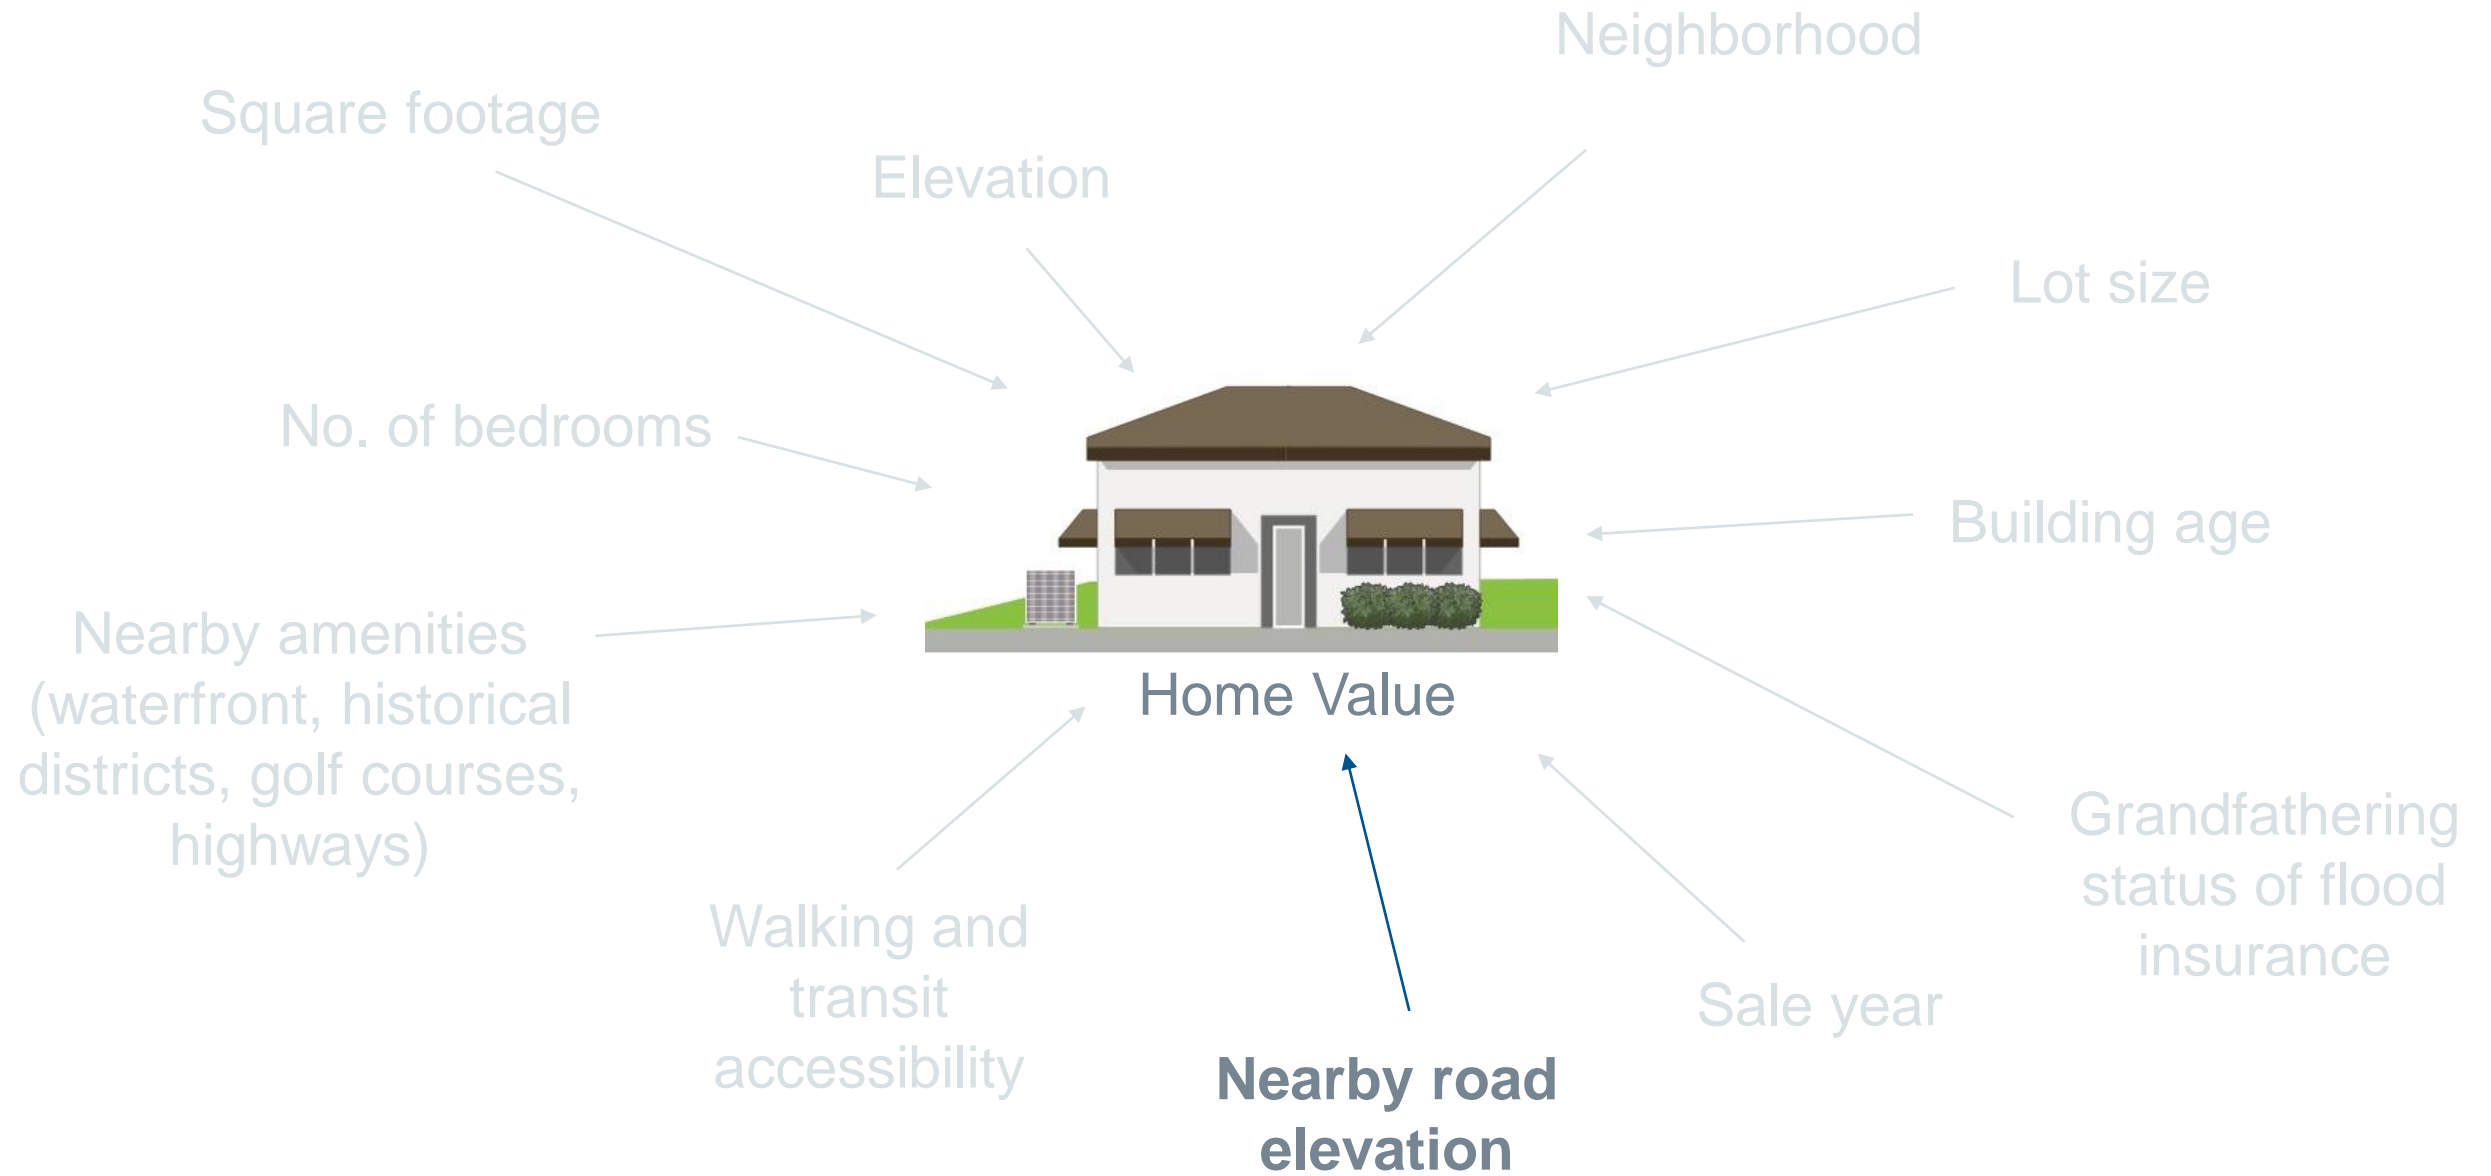 Neighborhood
Square footage
Elevation
Lot size
No. of bedrooms
Building age
Nearby amenities
(waterfront, historical
districts, golf courses,
highways)
Home Value
Grandfathering
status of flood
insurance
Walking and
transit
accessibility
Sale year
Nearby road
elevation